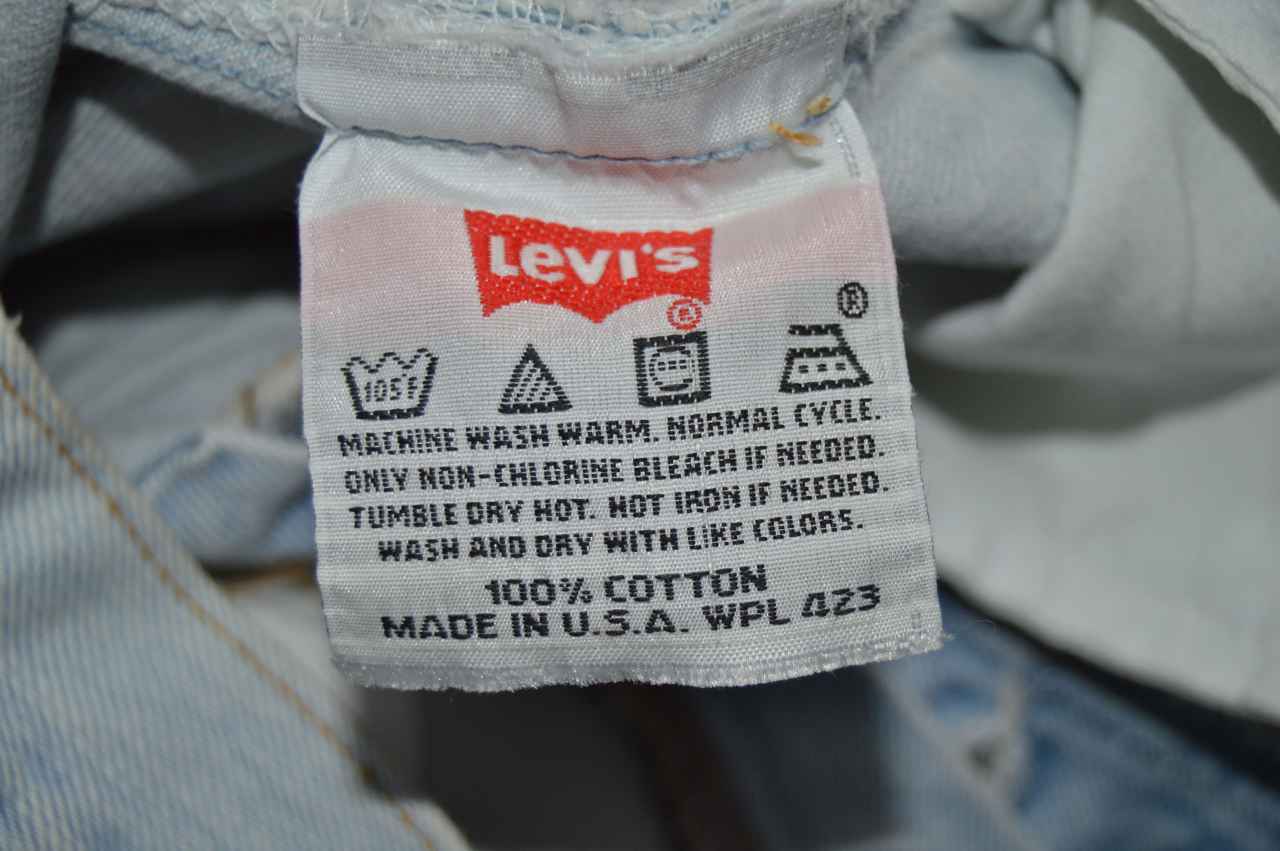 Levi's
®
®
105F
MACHINE WASH WARM. NORMAL CYCLE.
ONLY NON-CHLORINE BLEACH IF NEEDED.
TUMBLE DRY HOT. HOT IRON IF NEEDED.
WASH AND DRY WITH LIKE COLORS.
100% COTTON
MADE IN U.S.A. WPL 423